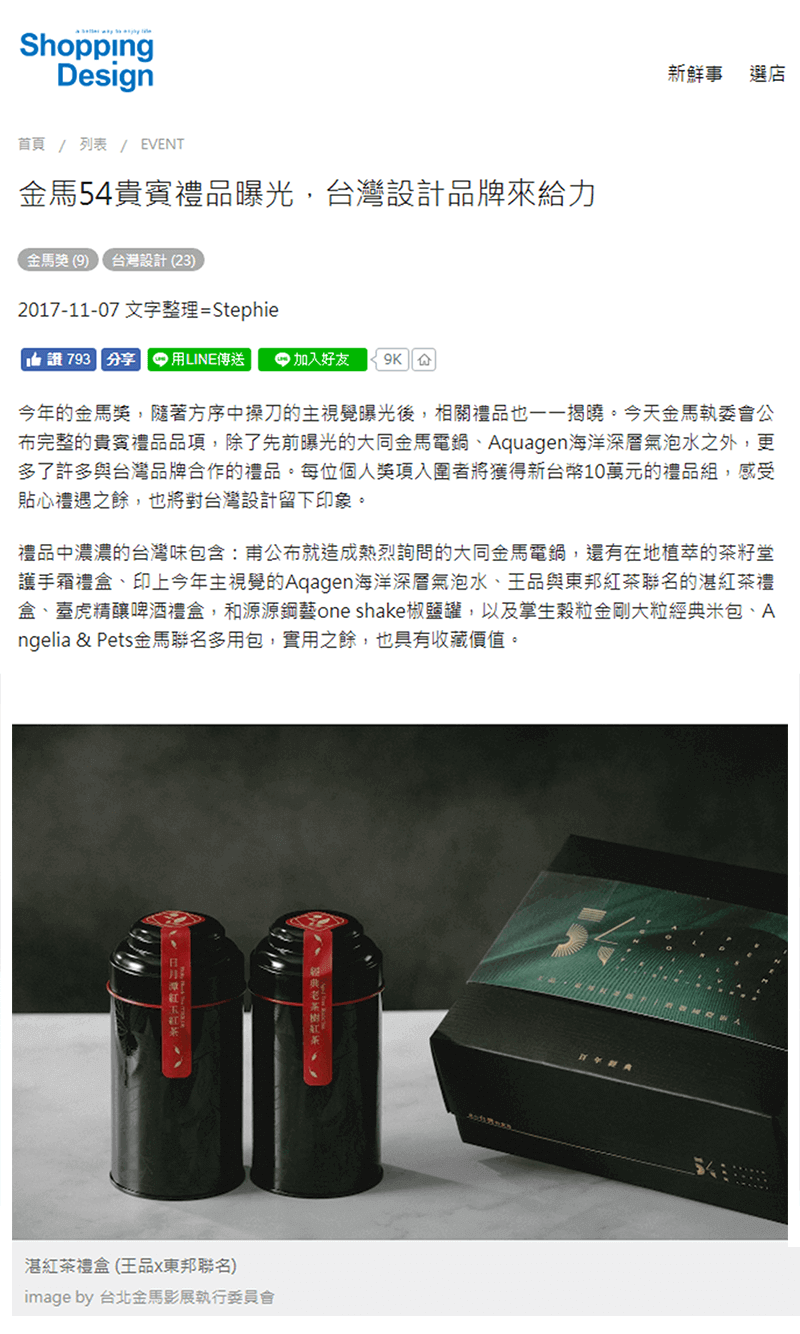 a better way to enjoy life
Shopping
Design
新鮮事 選店
首頁 / 列表 / EVENT
金馬54貴賓禮品曝光，台灣設計品牌來給力
金馬獎 (9) 台灣設計 (23)
2017-11-07 文字整理=Stephie
讚 793 分享 用LINE傳送 加入好友 9K
今年的金馬獎，隨著方序中操刀的主視覺曝光後，相關禮品也一一揭曉。今天金馬執委會公
布完整的貴賓禮品品項，除了先前曝光的大同金馬電鍋、Aquagen海洋深層氣泡水之外，更
多了許多與台灣品牌合作的禮品。每位個人獎項入圍者將獲得新台幣10萬元的禮品組，感受
貼心禮遇之餘，也將對台灣設計留下印象。
禮品中濃濃的台灣味包含：甫公布就造成熱烈詢問的大同金馬電鍋，還有在地植萃的茶籽堂
護手霜禮盒、印上今年主視覺的Aqagen海洋深層氣泡水、王品與東邦紅茶聯名的湛紅茶禮
盒、臺虎精釀啤酒禮盒，和源源鋼藝one shake椒鹽罐，以及掌生穀粒金剛大粒經典米包、A
ngelia & Pets金馬聯名多用包，實用之餘，也具有收藏價值。
日月潭紅玉紅茶
經典老茶樹紅茶
54
百年經典
54
湛紅茶禮盒 (王品x東邦聯名)
image by 台北金馬影展執行委員會